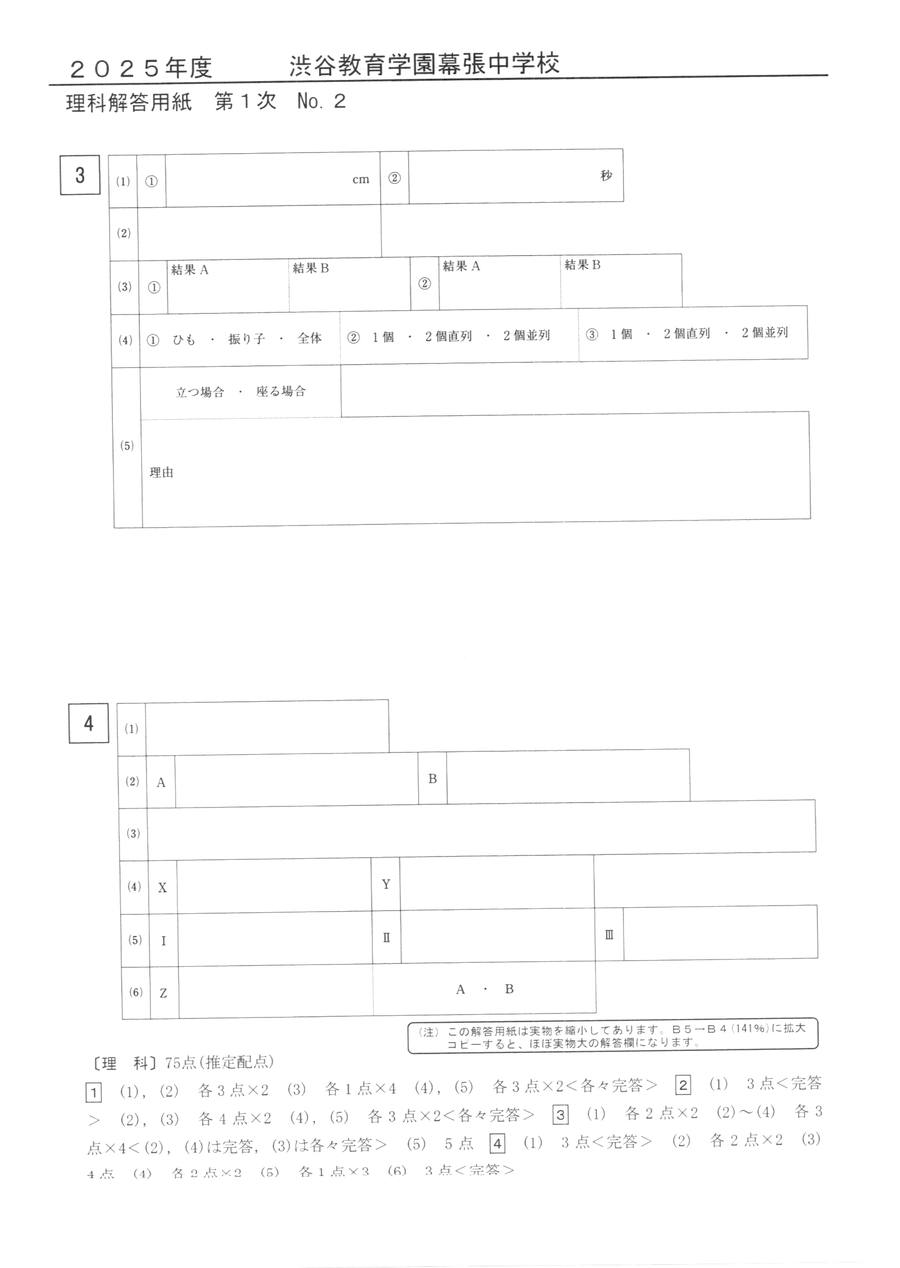 2025年度 渋谷教育学園幕張中学校
理科解答用紙 第1次 No.2
3
(1) ① cm ② 秒
(2)
(3) ① 結果A 結果B ② 結果A 結果B
(4) ① ひも ・ 振り子 ・ 全体 ② 1個 ・ 2個直列 ・ 2個並列 ③ 1個 ・ 2個直列 ・ 2個並列
立つ場合 ・ 座る場合
(5)
理由
4
(1)
(2) A B
(3)
(4) X Y
(5) Ⅰ Ⅱ Ⅲ
(6) Z A ・ B
(注) この解答用紙は実物を縮小してあります。B5→B4(141%)に拡大
コピーすると、ほぼ実物大の解答欄になります。
〔理 科〕75点(推定配点)
1 (1), (2) 各3点×2 (3) 各1点×4 (4), (5) 各3点×2<各々完答> 2 (1) 3点<完答
> (2), (3) 各4点×2 (4), (5) 各3点×2<各々完答> 3 (1) 各2点×2 (2)~(4) 各3
点×4<(2), (4)は完答, (3)は各々完答> (5) 5点 4 (1) 3点<完答> (2) 各2点×2 (3)
4点 (4) 各2点×2 (5) 各1点×3 (6) 3点<完答>